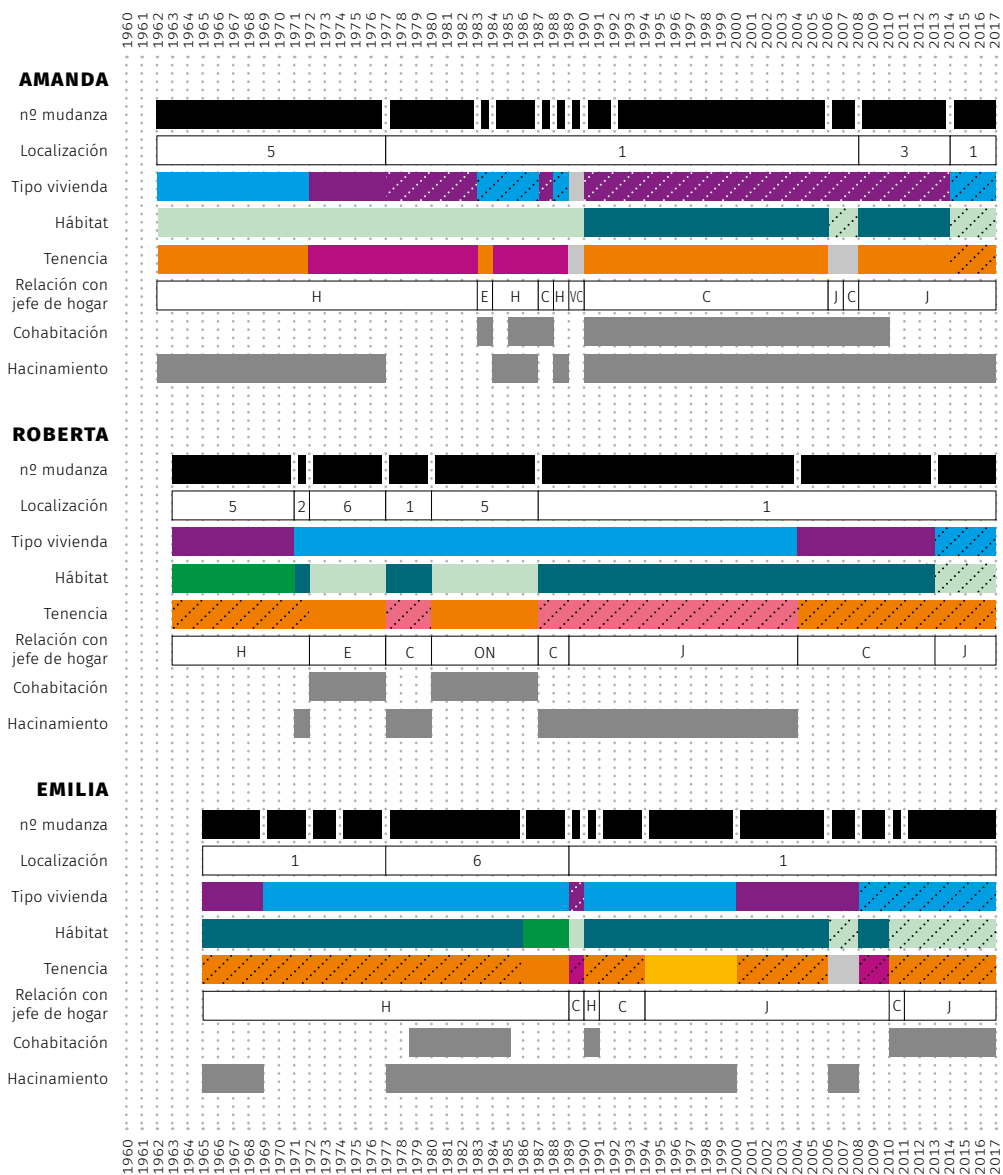 1960 1961 1962 1963 1964 1965 1966 1967 1968 1969 1970 1971 1972 1973 1974 1975 1976 1977 1978 1979 1980 1981 1982 1983 1984 1985 1986 1987 1988 1989 1990 1991 1992 1993 1994 1995 1996 1997 1998 1999 2000 2001 2002 2003 2004 2005 2006 2007 2008 2009 2010 2011 2012 2013 2014 2015 2016 2017
AMANDA
nº mudanza
Localización 5 1 3 1
Tipo vivienda
Hábitat
Tenencia
Relación con
jefe de hogar H E H C H VC C J C J
Cohabitación
Hacinamiento
ROBERTA
nº mudanza
Localización 5 2 6 1 5 1
Tipo vivienda
Hábitat
Tenencia
Relación con
jefe de hogar H E C ON C J C J
Cohabitación
Hacinamiento
EMILIA
nº mudanza
Localización 1 6 1
Tipo vivienda
Hábitat
Tenencia
Relación con
jefe de hogar H C H C J C J
Cohabitación
Hacinamiento
1960 1961 1962 1963 1964 1965 1966 1967 1968 1969 1970 1971 1972 1973 1974 1975 1976 1977 1978 1979 1980 1981 1982 1983 1984 1985 1986 1987 1988 1989 1990 1991 1992 1993 1994 1995 1996 1997 1998 1999 2000 2001 2002 2003 2004 2005 2006 2007 2008 2009 2010 2011 2012 2013 2014 2015 2016 2017